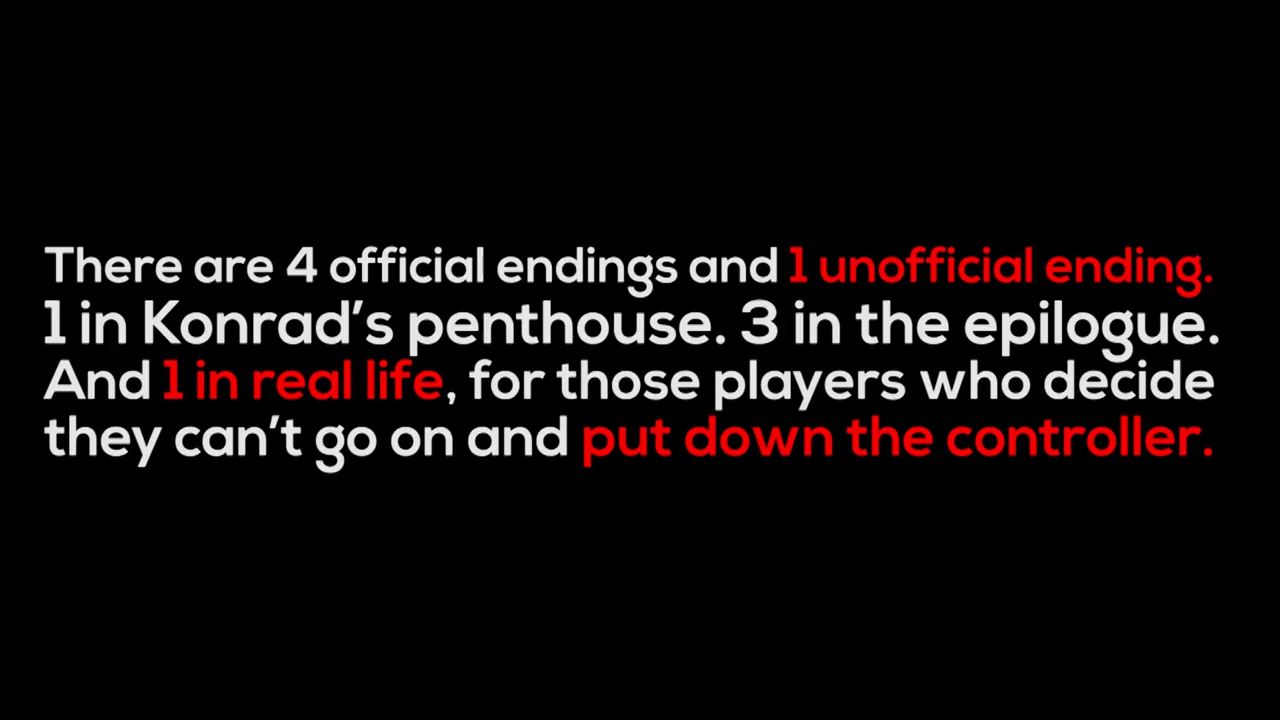 There are 4 official endings and 1 unofficial ending.
1 in Konrad’s penthouse. 3 in the epilogue.
And 1 in real life, for those players who decide
they can’t go on and put down the controller.